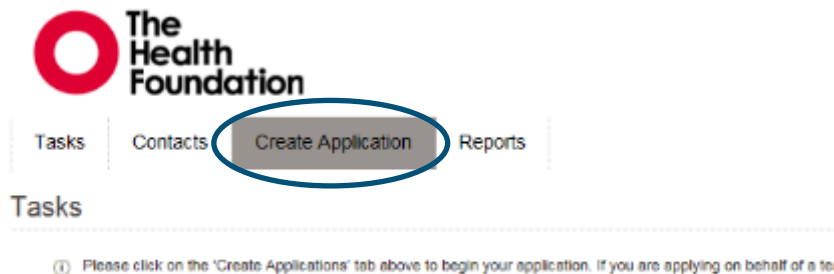 The
Health
Foundation
Tasks Contacts Create Application Reports
Tasks
Please click on the 'Create Applications' tab above to begin your application. If you are applying on behalf of a te